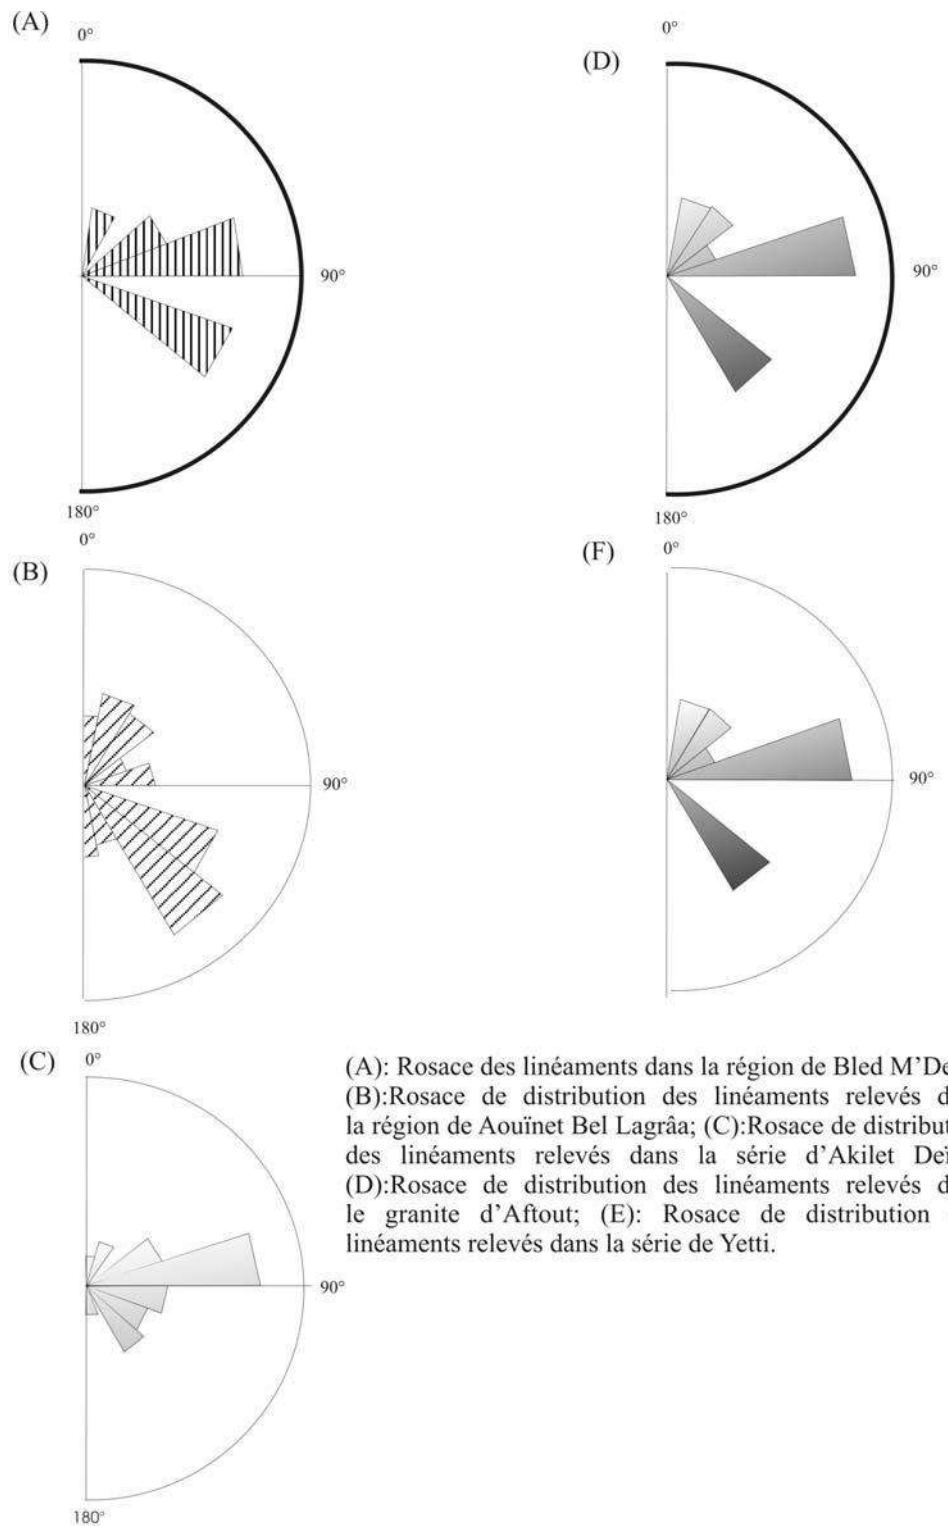 (A)
0°
90°
180°
(D)
0°
90°
180°
(B)
0°
90°
180°
(F)
0°
90°
(C)
0°
90°
180°
(A): Rosace des linéaments dans la région de Bled M’De
(B):Rosace de distribution des linéaments relevés d
la région de Aouïnet Bel Lagrâa; (C):Rosace de distribut
des linéaments relevés dans la série d’Akilet Deï
(D):Rosace de distribution des linéaments relevés d
le granite d’Aftout; (E): Rosace de distribution
linéaments relevés dans la série de Yetti.